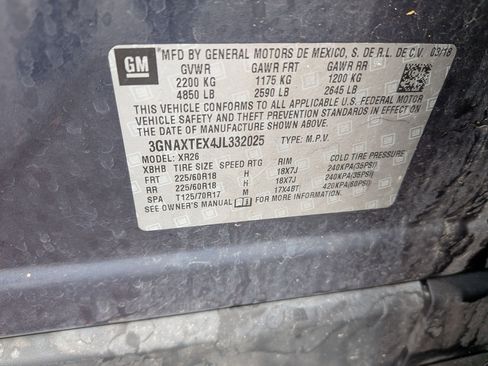 GM
MFD BY GENERAL MOTORS DE MEXICO, S. DE R.L. DE C.V. 03/18
GVWR GAWR FRT GAWR RR
2200 KG 1175 KG 1200 KG
4850 LB 2590 LB 2645 LB
THIS VEHICLE CONFORMS TO ALL APPLICABLE U.S. FEDERAL MOTOR
VEHICLE SAFETY AND THEFT PREVENTION STANDARDS IN EFFECT ON
THE DATE OF MANUFACTURE SHOWN ABOVE.
3GNAXTEX4JL332025 TYPE: M.P.V.
MODEL: XR26
XBHB TIRE SIZE SPEED RTG RIM COLD TIRE PRESSURE
FRT 225/60R18 H 18X7J 240KPA(35PSI)
RR 225/60R18 H 18X7J 240KPA(35PSI)
SPA T125/70R17 M 17X4BT 420KPA(60PSI)
SEE OWNER'S MANUAL FOR MORE INFORMATION.